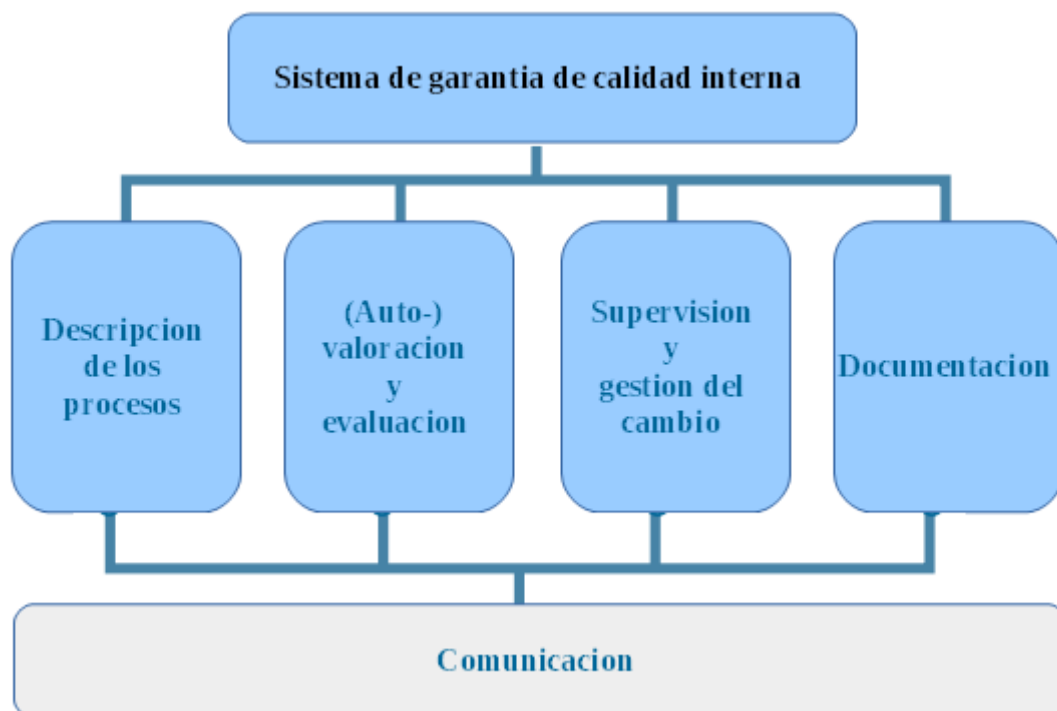 Sistema de garantia de calidad interna
Descripcion
de los
procesos
(Auto-)
valoracion
y
evaluacion
Supervision
y
gestion del
cambio
Documentacion
Comunicacion